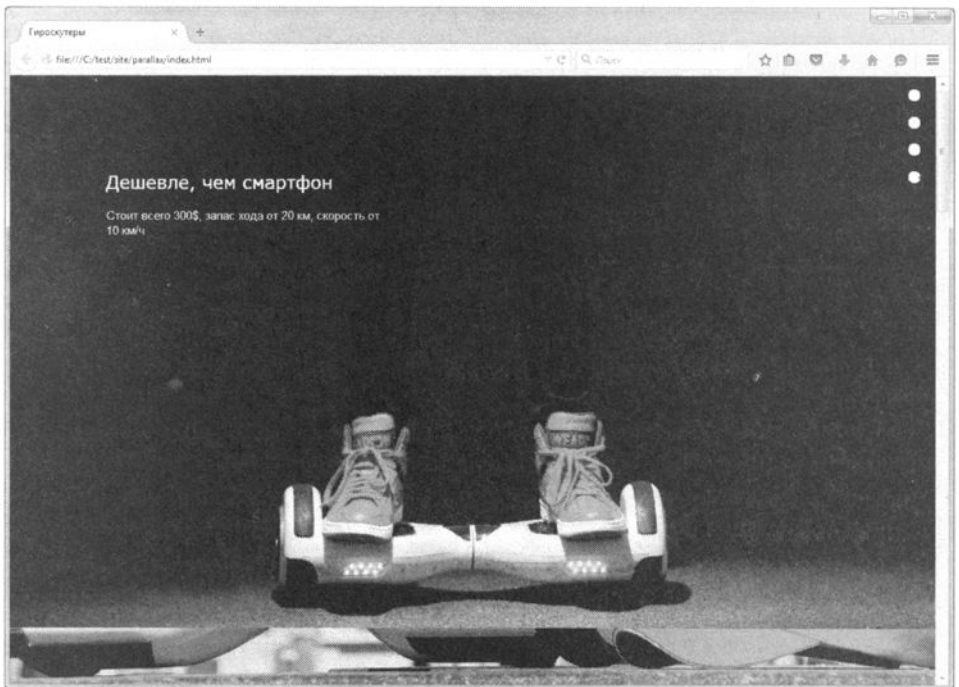 Гироскутеры
file:///C:/test/site/parallax/index.html
Поиск
Дешевле, чем смартфон
Стоит всего 300$, запас хода от 20 км, скорость от
10 км/ч